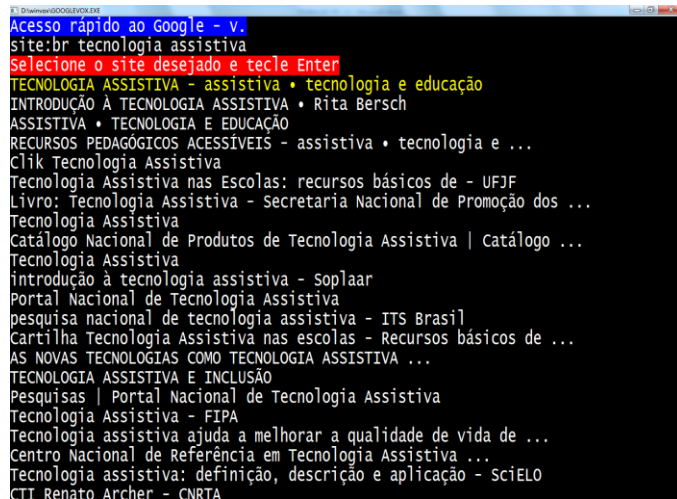 D:\winvox\GOOGLEVOX.EXE
Acesso rápido ao Google - v.
site:br tecnologia assistiva
Selecione o site desejado e tecle Enter
TECNOLOGIA ASSISTIVA - assistiva • tecnologia e educação
INTRODUÇÃO À TECNOLOGIA ASSISTIVA • Rita Bersch
ASSISTIVA • TECNOLOGIA E EDUCAÇÃO
RECURSOS PEDAGÓGICOS ACESSÍVEIS - assistiva • tecnologia e ...
Clik Tecnologia Assistiva
Tecnologia Assistiva nas Escolas: recursos básicos de - UFJF
Livro: Tecnologia Assistiva - Secretaria Nacional de Promoção dos ...
Tecnologia Assistiva
Catálogo Nacional de Produtos de Tecnologia Assistiva | Catálogo ...
Tecnologia Assistiva
introdução à tecnologia assistiva - Soplaar
Portal Nacional de Tecnologia Assistiva
pesquisa nacional de tecnologia assistiva - ITS Brasil
Cartilha Tecnologia Assistiva nas escolas - Recursos básicos de ...
AS NOVAS TECNOLOGIAS COMO TECNOLOGIA ASSISTIVA ...
TECNOLOGIA ASSISTIVA E INCLUSÃO
Pesquisas | Portal Nacional de Tecnologia Assistiva
Tecnologia Assistiva - FIPA
Tecnologia assistiva ajuda a melhorar a qualidade de vida de ...
Centro Nacional de Referência em Tecnologia Assistiva ...
Tecnologia assistiva: definição, descrição e aplicação - SciELO
CTI Renato Archer - CNRTA